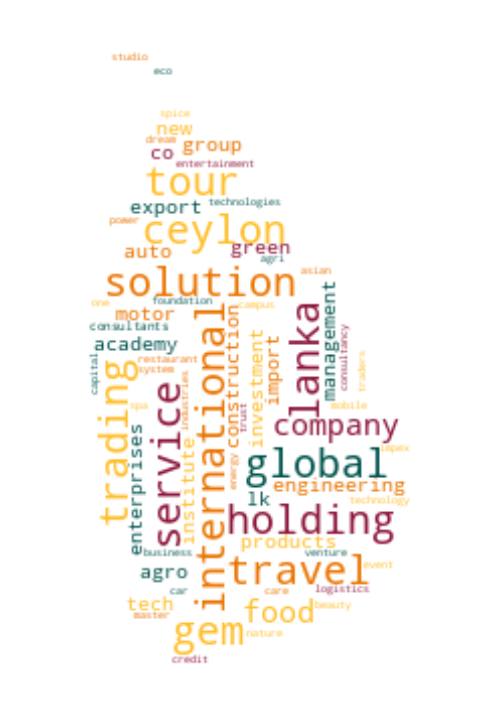 studio
eco
spice
new
dream
co
group
entertainment
tour
export
technologies
power
ceylon
auto
green
agri
solution
asian
one
foundation
campus
motor
consultants
academy
capital
restaurant
system
international
construction
investment
import
lanka
management
consultancy
traders
trading
service
industries
spa
trust
mobile
company
enterprises
institute
energy
global
impex
engineering
lk
technology
holding
products
business
venture
travel
event
agro
car
care
logistics
tech
master
food
beauty
gem
nature
credit